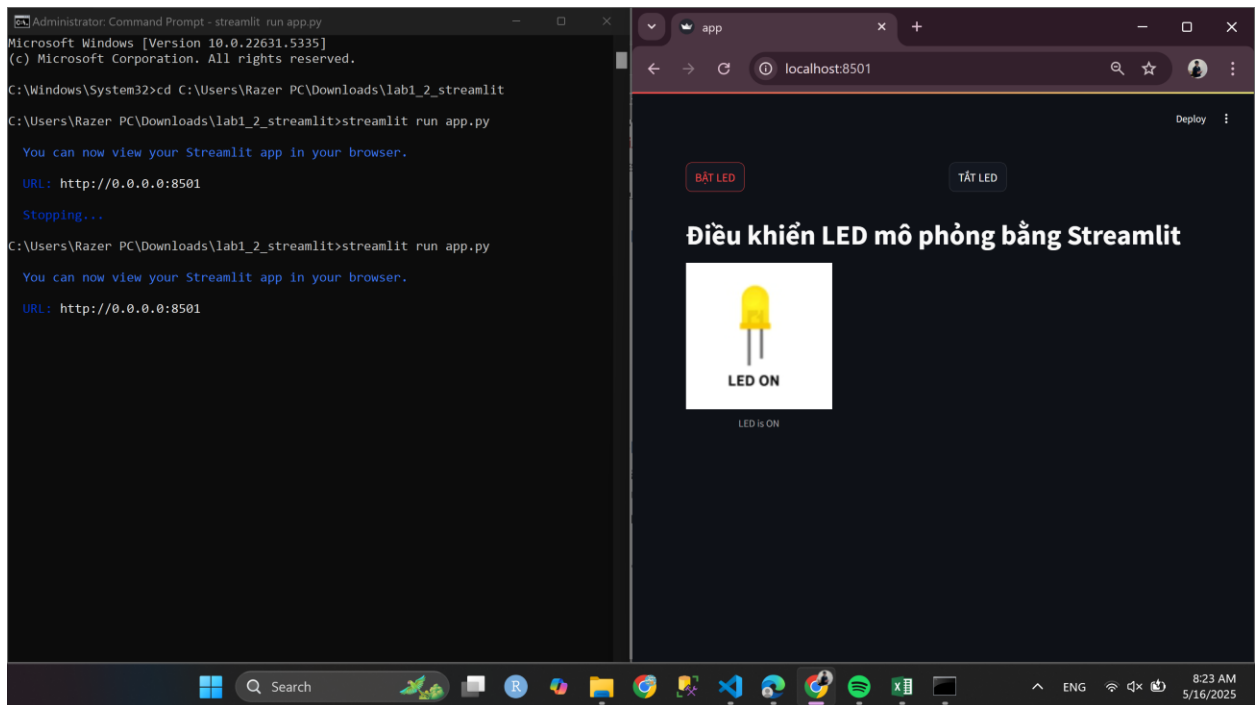 Administrator: Command Prompt - streamlit run app.py
Microsoft Windows [Version 10.0.22631.5335]
(c) Microsoft Corporation. All rights reserved.
C:\Windows\System32>cd C:\Users\Razer PC\Downloads\lab1_2_streamlit
C:\Users\Razer PC\Downloads\lab1_2_streamlit>streamlit run app.py
You can now view your Streamlit app in your browser.
URL: http://0.0.0.0:8501
Stopping...
C:\Users\Razer PC\Downloads\lab1_2_streamlit>streamlit run app.py
You can now view your Streamlit app in your browser.
URL: http://0.0.0.0:8501
app
localhost:8501
Deploy
BẬT LED
TẮT LED
Điều khiển LED mô phỏng bằng Streamlit
LED ON
LED is ON
Search
R
ENG
8:23 AM
5/16/2025